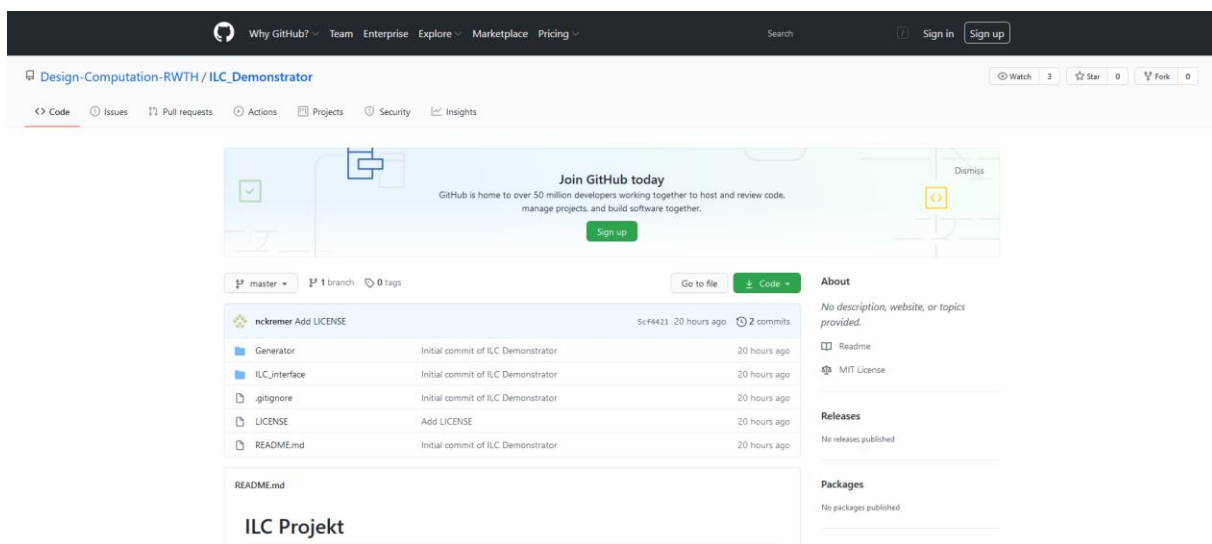 Why GitHub? Team Enterprise Explore Marketplace Pricing Search / Sign in Sign up
Design-Computation-RWTH / ILC_Demonstrator Watch 3 Star 0 Fork 0
Code Issues Pull requests Actions Projects Security Insights
Join GitHub today
Dismiss
GitHub is home to over 50 million developers working together to host and review code,
manage projects, and build software together.
Sign up
master 1 branch 0 tags Go to file Code
nckremer Add LICENSE 5cf4421 20 hours ago 2 commits
Generator Initial commit of ILC Demonstrator 20 hours ago
ILC_interface Initial commit of ILC Demonstrator 20 hours ago
.gitignore Initial commit of ILC Demonstrator 20 hours ago
LICENSE Add LICENSE 20 hours ago
README.md Initial commit of ILC Demonstrator 20 hours ago
README.md
ILC Projekt
About
No description, website, or topics
provided.
Readme
MIT License
Releases
No releases published
Packages
No packages published